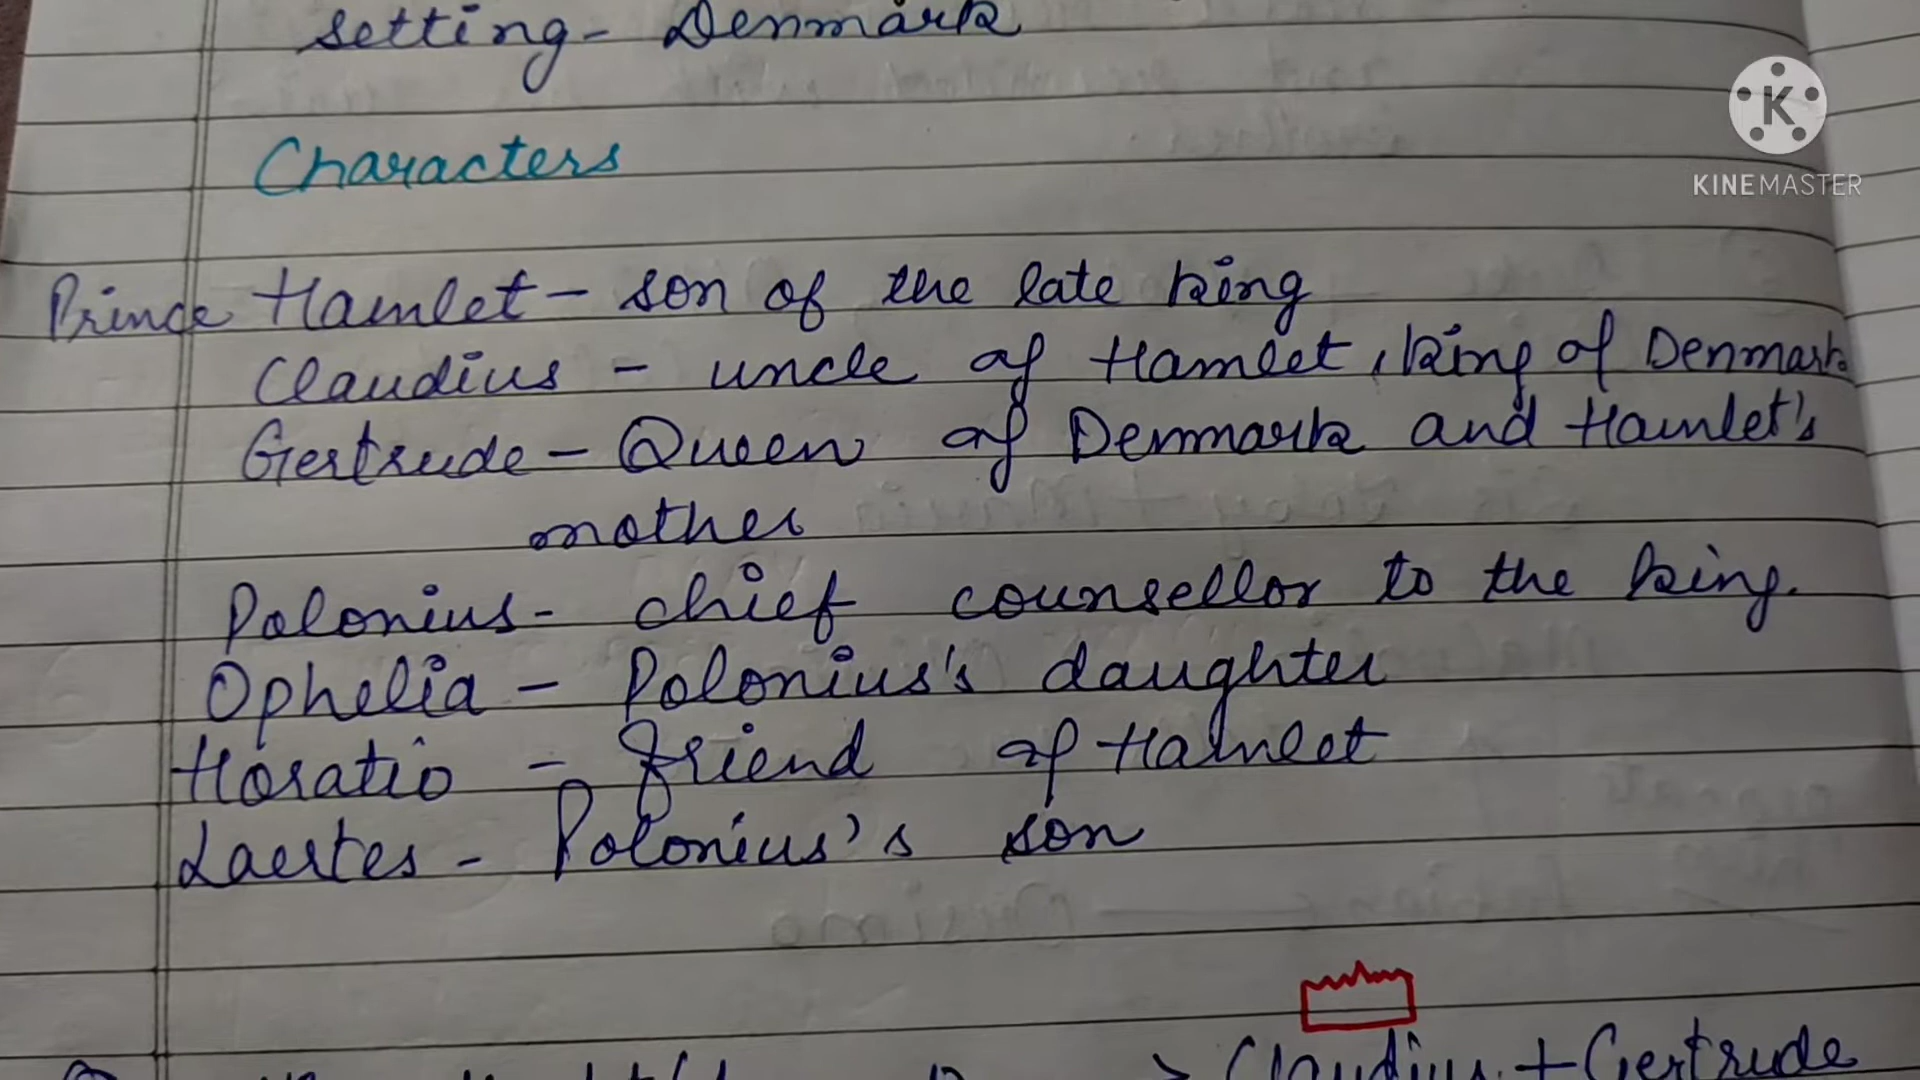 setting - Denmark
KINEMASTER
Characters
Prince Hamlet - son of the late king
Claudius - uncle of Hamlet, king of Denmark
Gertrude - Queen of Denmark and Hamlet's
mother
Polonius - chief counsellor to the king.
Ophelia - Polonius's daughter
Horatio - friend of Hamlet
Laertes - Polonius's son
Claudius + Gertrude